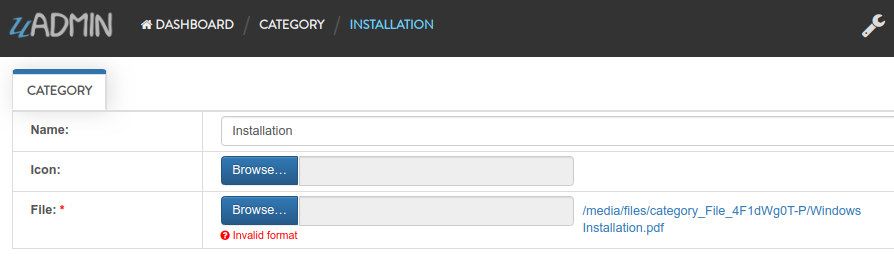 uADMIN DASHBOARD / CATEGORY / INSTALLATION
CATEGORY
Name: Installation
Icon: Browse...
File: * Browse... /media/files/category_File_4F1dWg0T-P/Windows
Installation.pdf
Invalid format